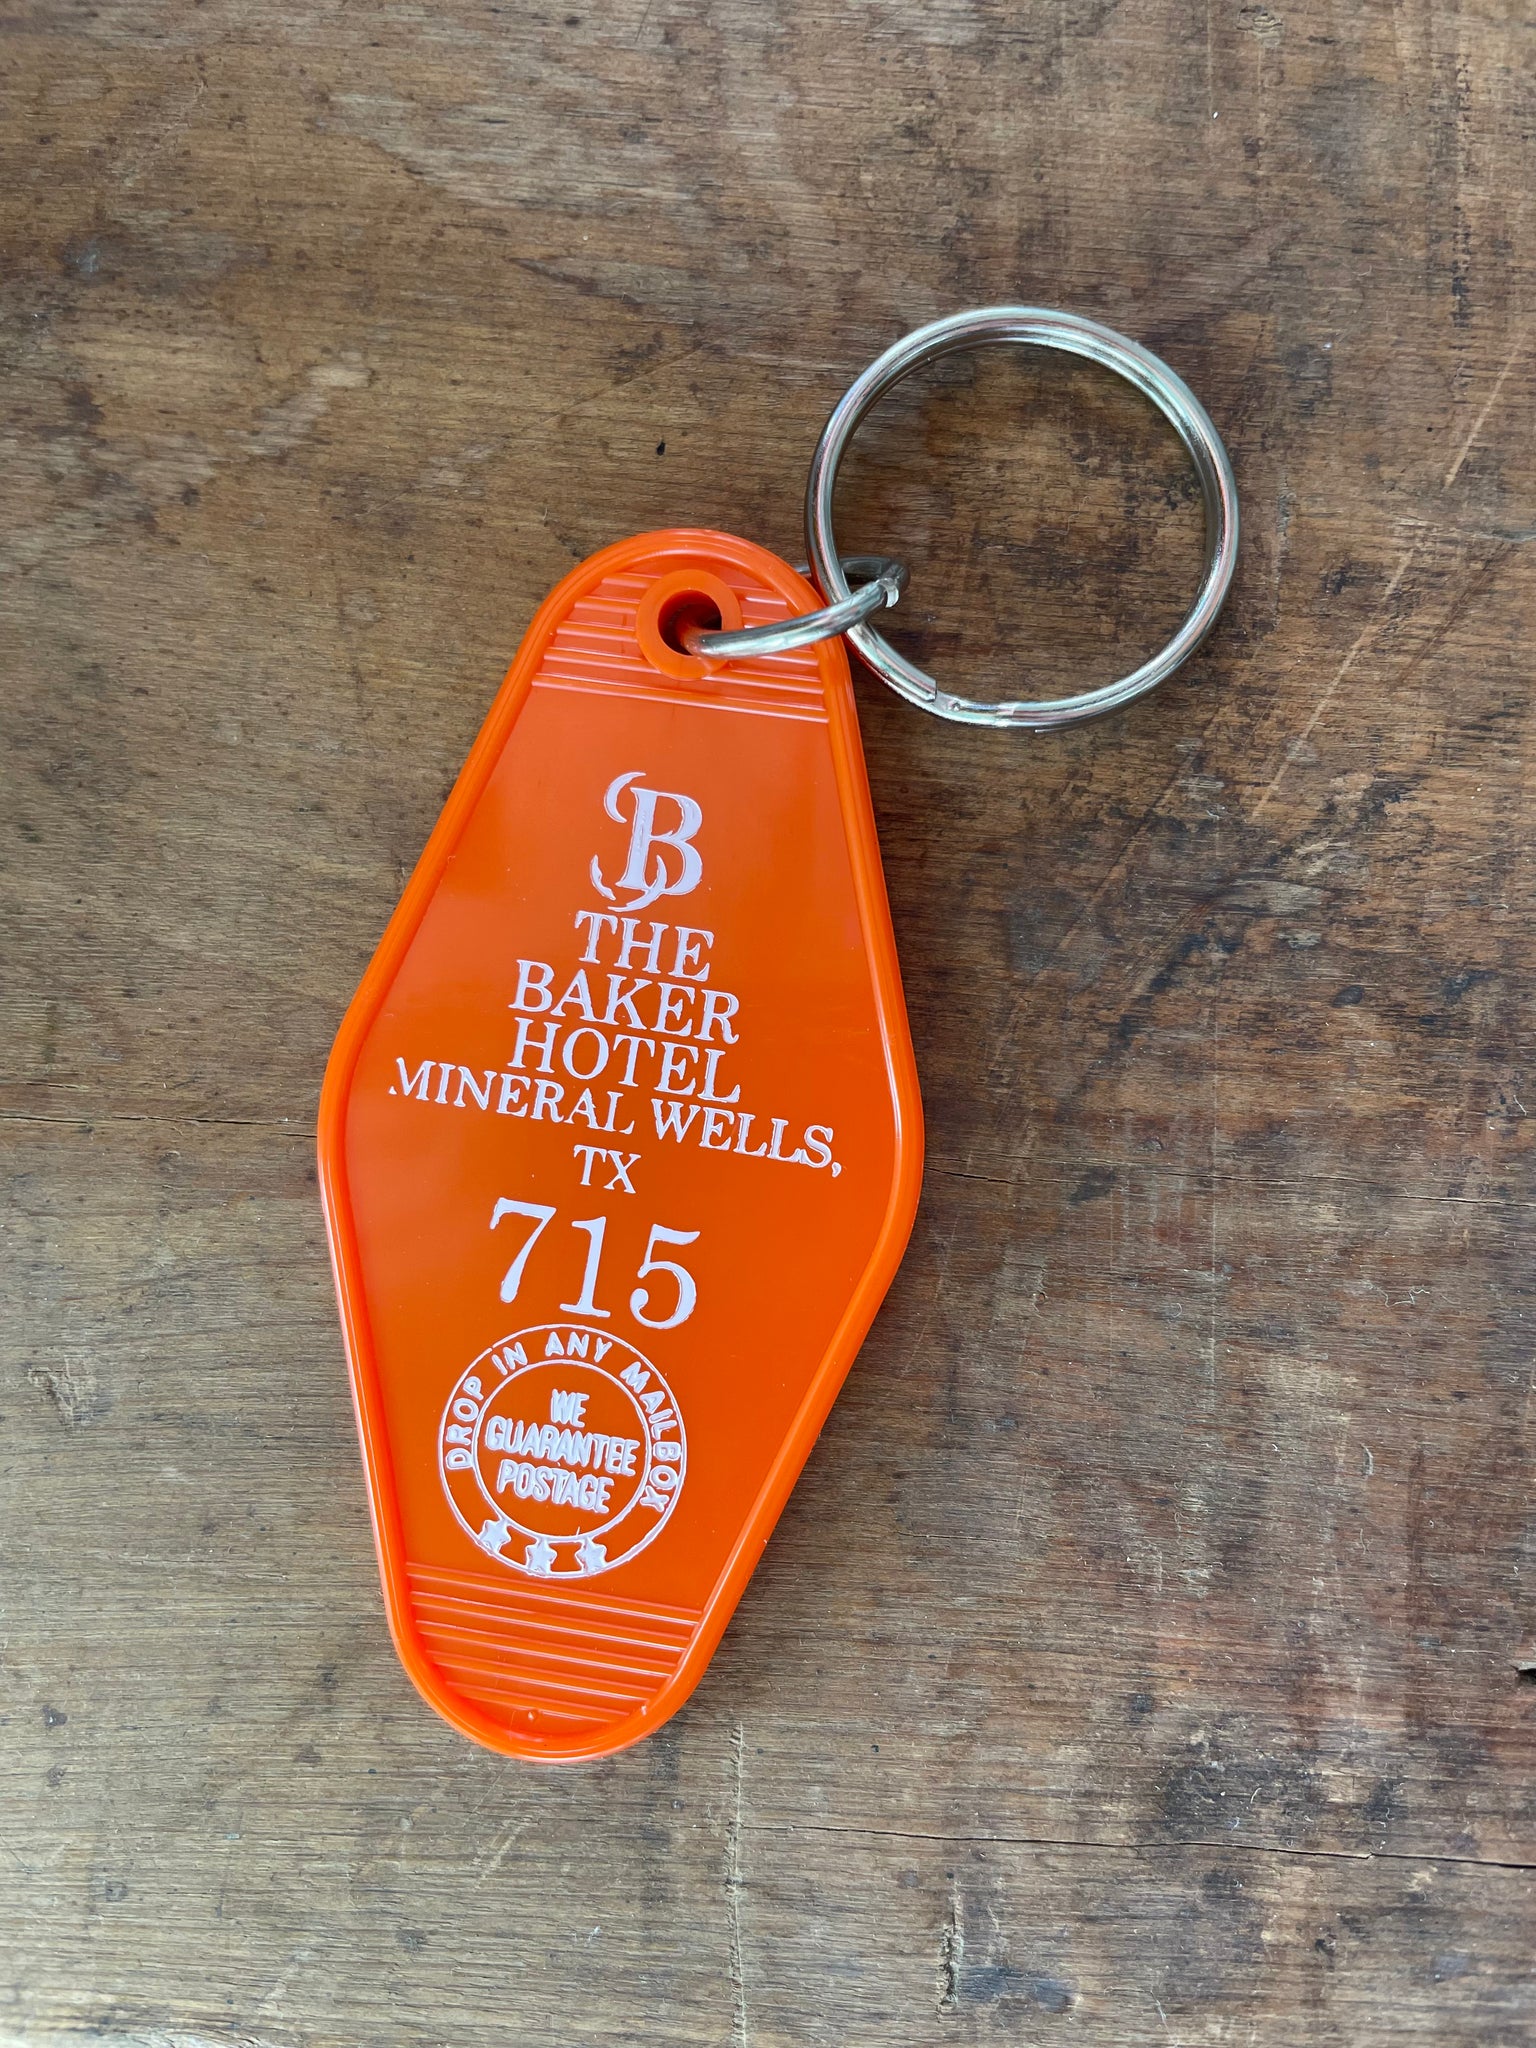 B
THE
BAKER
HOTEL
MINERAL WELLS,
TX
715
DROP IN ANY MAILBOX
WE
GUARANTEE
POSTAGE